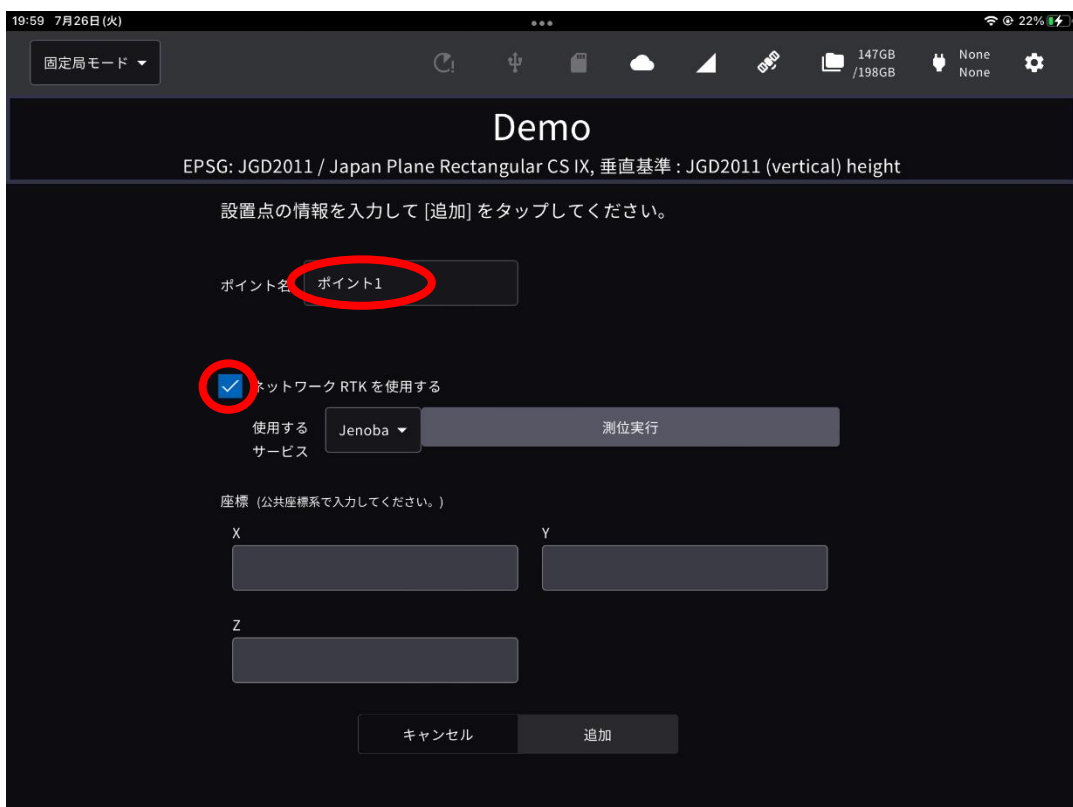 19:59 7月26日(火)
22%
固定局モード
147GB
/198GB
None
None
Demo
EPSG: JGD2011 / Japan Plane Rectangular CS IX, 垂直基準 : JGD2011 (vertical) height
設置点の情報を入力して [追加] をタップしてください。
ポイント名
ポイント1
ネットワーク RTK を使用する
使用する
サービス
Jenoba
測位実行
座標 (公共座標系で入力してください。)
X
Y
Z
キャンセル
追加